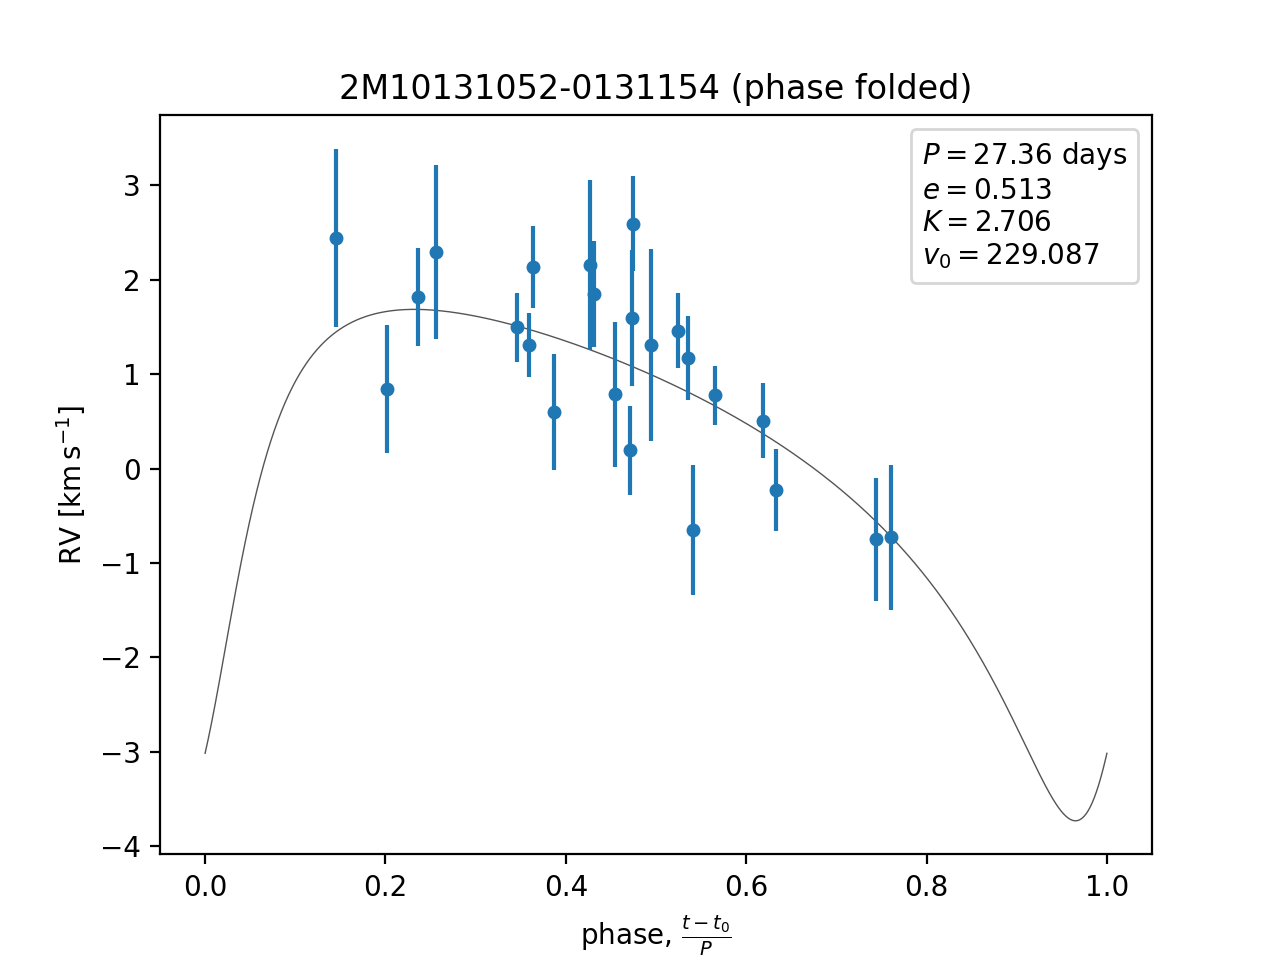 2M10131052-0131154 (phase folded)
P = 27.36 days
e = 0.513
K = 2.706
v₀ = 229.087
3
2
1
0
−1
−2
−3
−4
RV [km s⁻¹]
0.0 0.2 0.4 0.6 0.8 1.0
phase, (t − t₀)/P